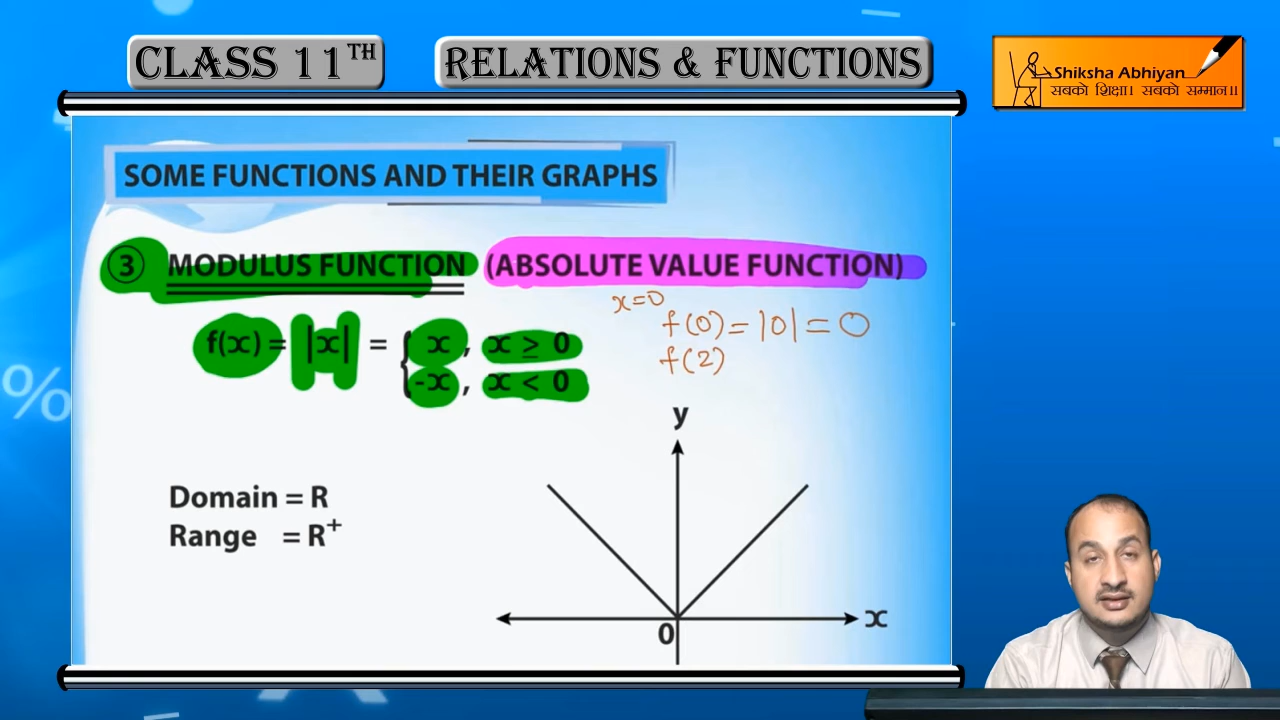 CLASS 11TH
RELATIONS & FUNCTIONS
Shiksha Abhiyan
सबको शिक्षा। सबको सम्मान॥
SOME FUNCTIONS AND THEIR GRAPHS
③ MODULUS FUNCTION (ABSOLUTE VALUE FUNCTION)
x=0
f(0) = |0| = 0
f(x) = |x| = { x , x ≥ 0
-x , x < 0
f(2)
y
Domain = R
Range = R⁺
0
x
%